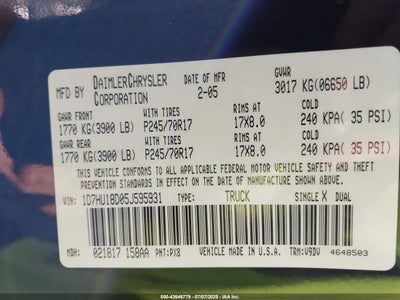 MFD BY DAIMLERCHRYSLER CORPORATION DATE OF MFR 2-05 GVWR 3017 KG(06650 LB)
GAWR FRONT WITH TIRES RIMS AT COLD
1770 KG(3900 LB) P245/70R17 17X8.0 240 KPA( 35 PSI)
GAWR REAR WITH TIRES RIMS AT COLD
1770 KG(3900 LB) P245/70R17 17X8.0 240 KPA( 35 PSI)
THIS VEHICLE CONFORMS TO ALL APPLICABLE FEDERAL MOTOR VEHICLE SAFETY AND THEFT
PREVENTION STANDARDS IN EFFECT ON THE DATE OF MANUFACTURE SHOWN ABOVE.
VIN: 1D7HU18D05J595931 TYPE: TRUCK SINGLE X DUAL
MDH: 021817 158AA PNT:PX8 VEHICLE MADE IN U.S.A. TRM:V9DV 4648503
© 000-42646779 - 07/07/2025 - IAA Inc.